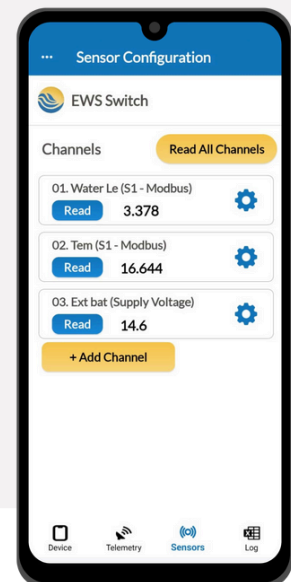 ... Sensor Configuration
EWS Switch
Channels Read All Channels
01. Water Le (S1 - Modbus)
Read 3.378
02. Tem (S1 - Modbus)
Read 16.644
03. Ext bat (Supply Voltage)
Read 14.6
+ Add Channel
Device Telemetry Sensors Log